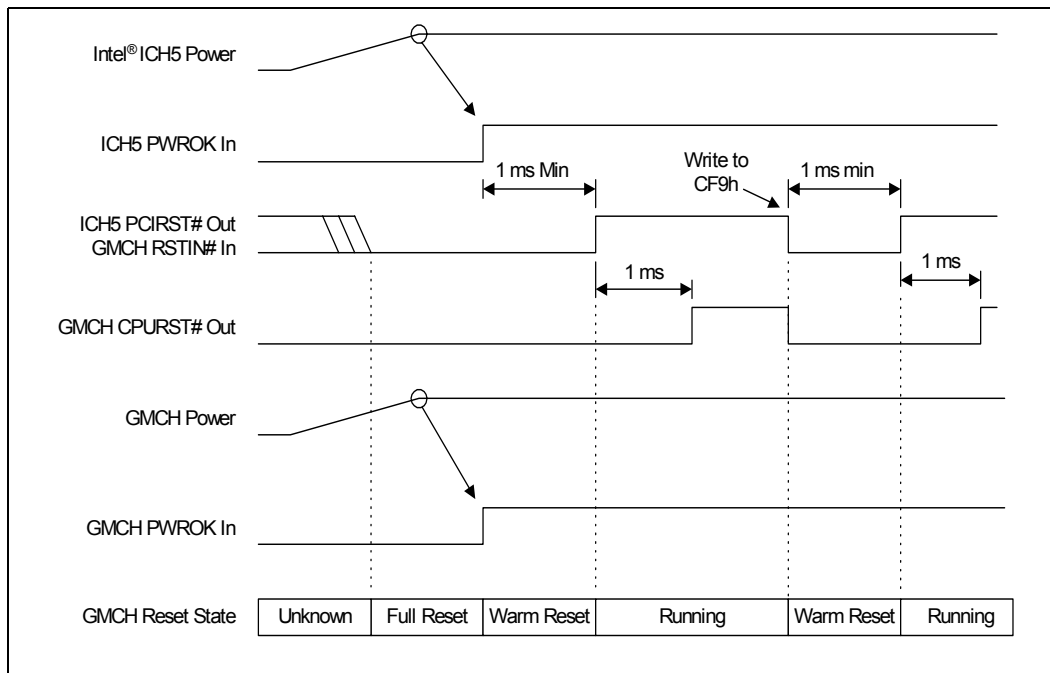 Intel® ICH5 Power
ICH5 PWROK In
1 ms Min
Write to
CF9h
1 ms min
ICH5 PCIRST# Out
GMCH RSTIN# In
1 ms
1 ms
GMCH CPURST# Out
GMCH Power
GMCH PWROK In
GMCH Reset State
Unknown
Full Reset
Warm Reset
Running
Warm Reset
Running